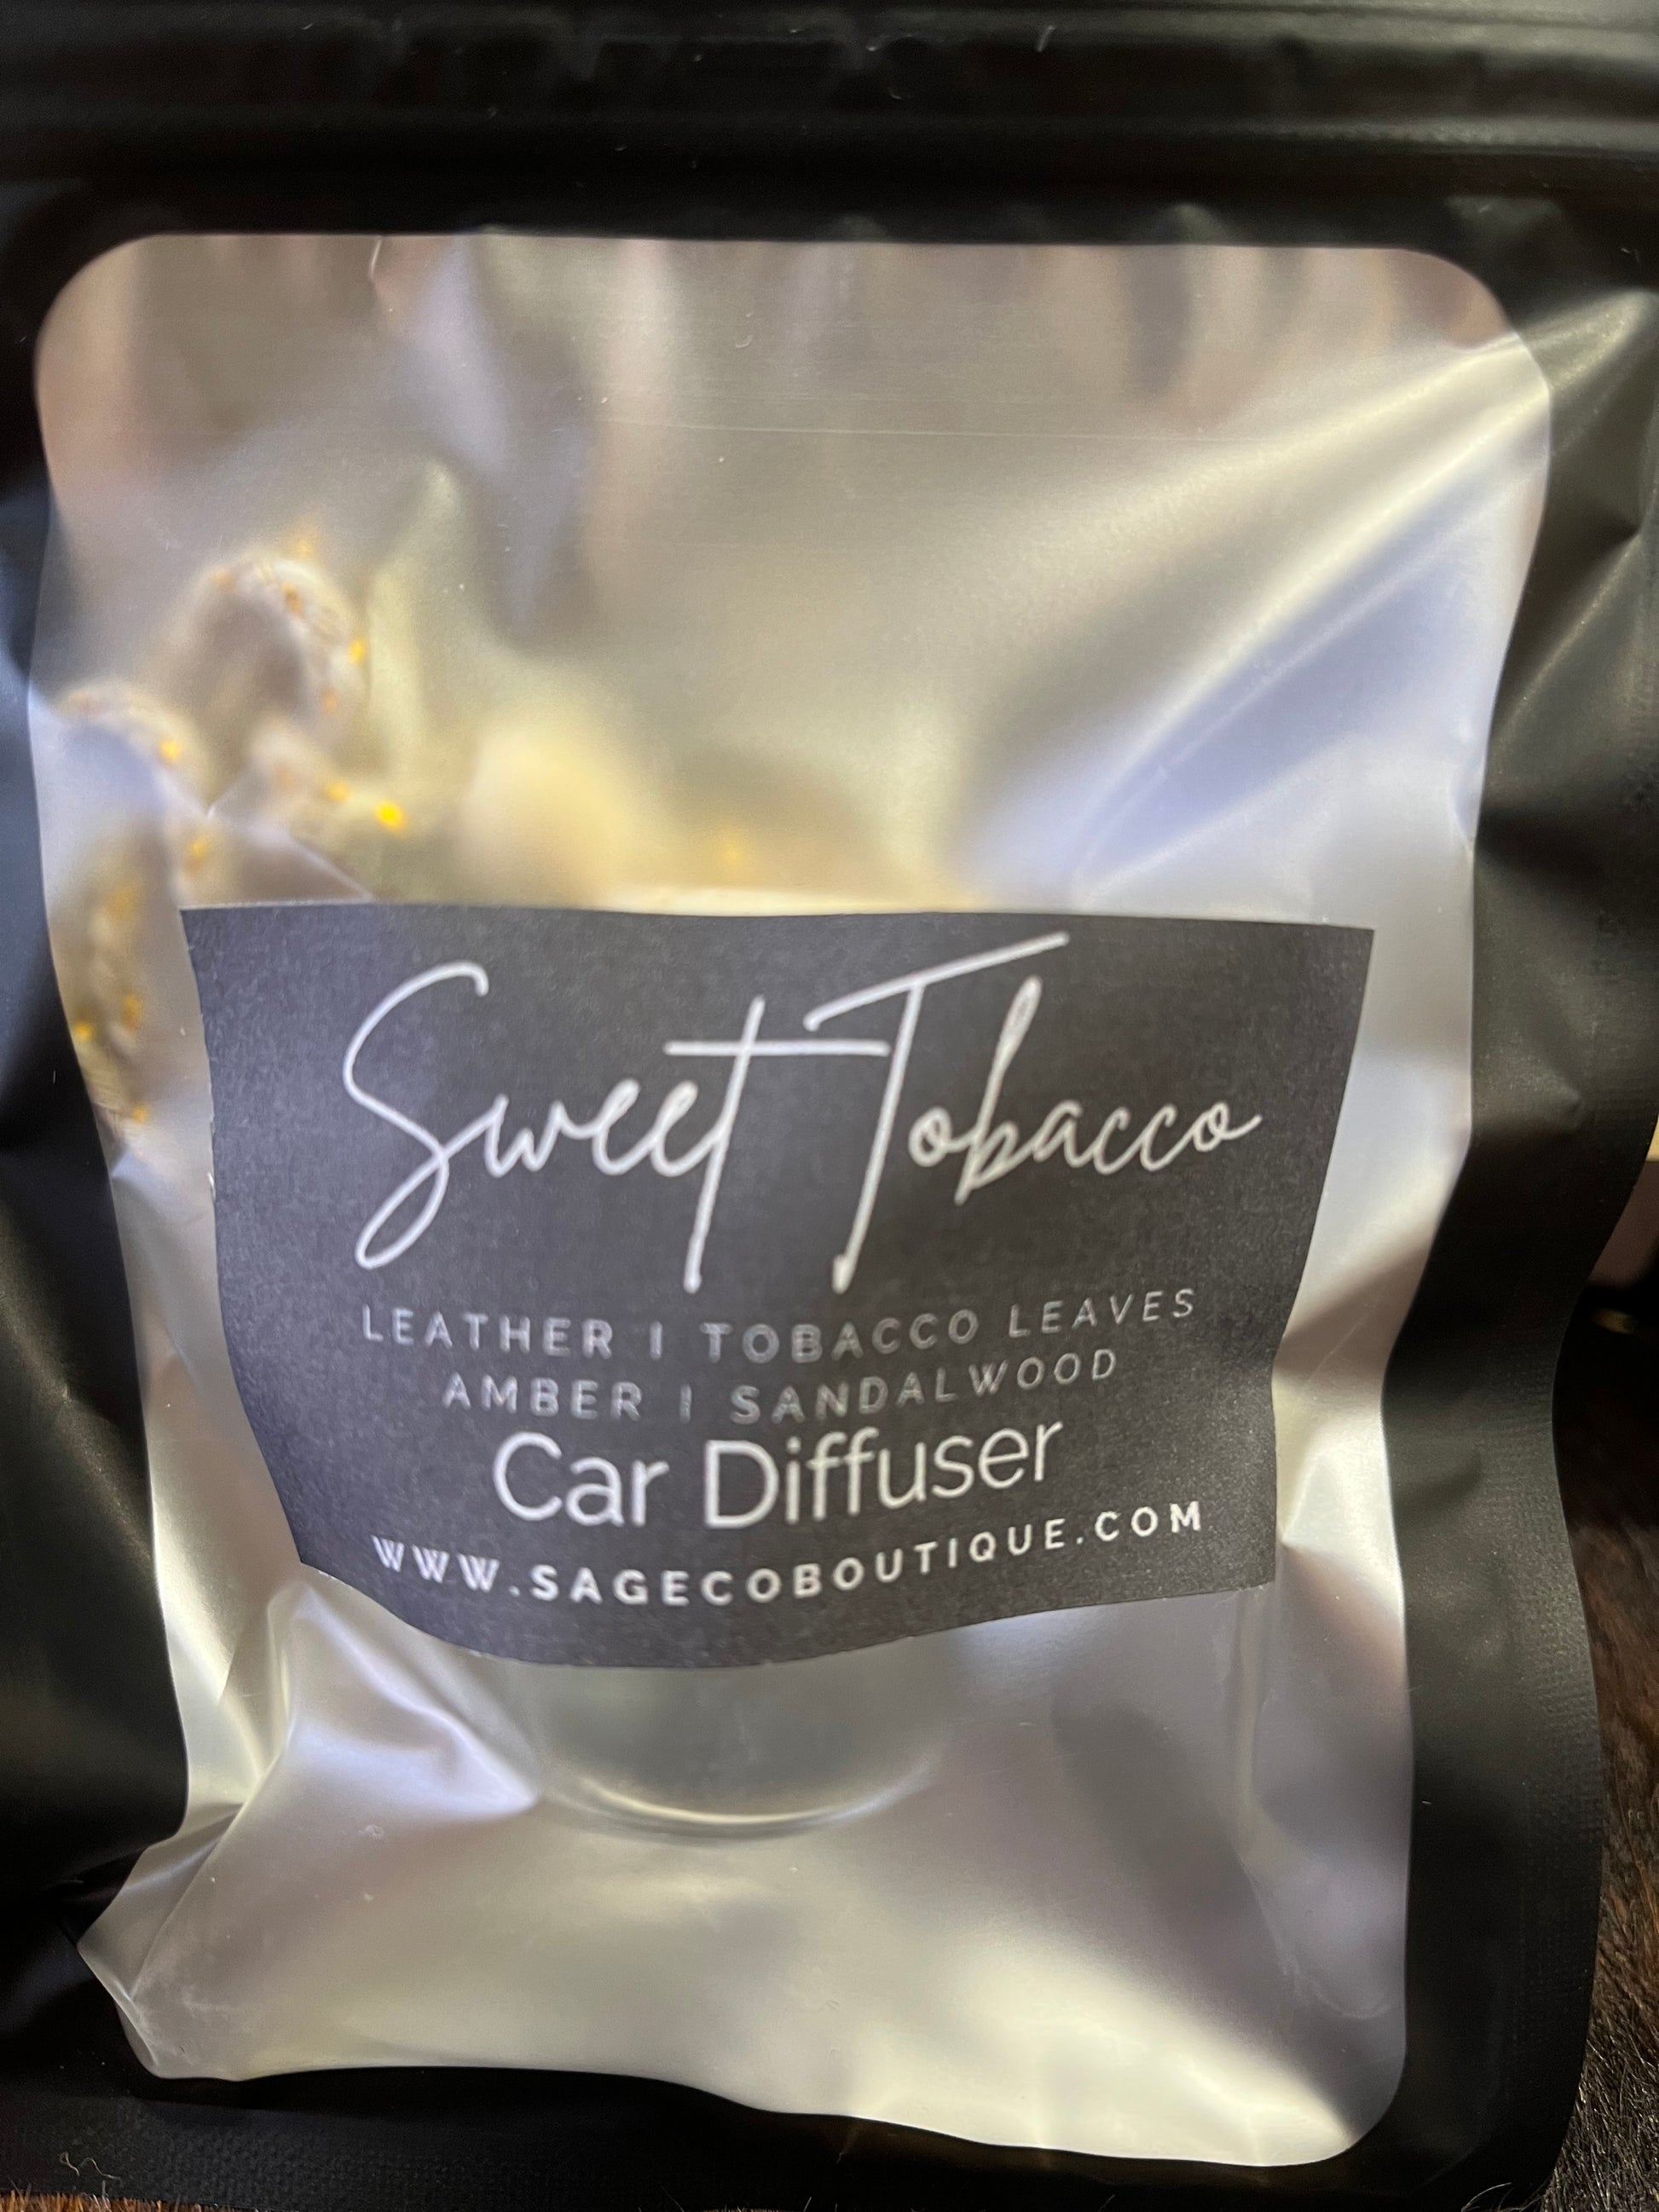 Sweet Tobacco
LEATHER | TOBACCO LEAVES
AMBER | SANDALWOOD
Car Diffuser
WWW.SAGECOBOUTIQUE.COM